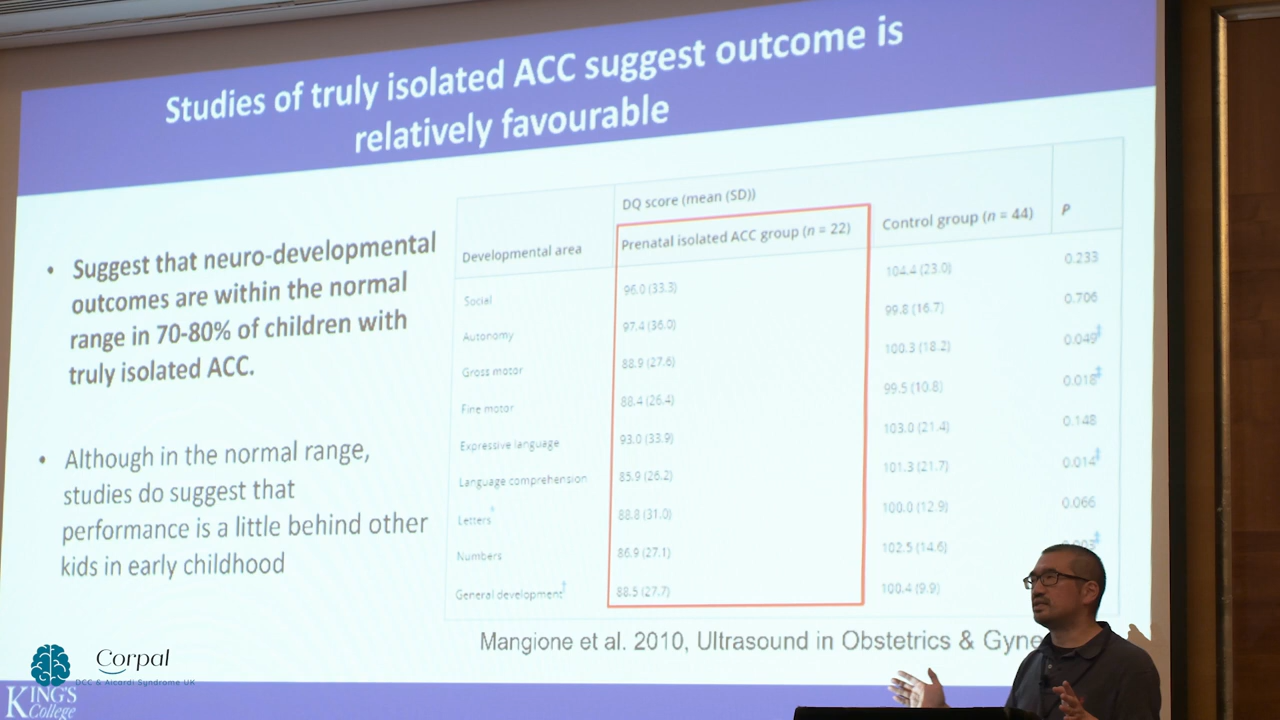 Studies of truly isolated ACC suggest outcome is
relatively favourable
• Suggest that neuro-developmental
outcomes are within the normal
range in 70-80% of children with
truly isolated ACC.
• Although in the normal range,
studies do suggest that
performance is a little behind other
kids in early childhood
DQ score (mean (SD))
Developmental area Prenatal isolated ACC group (n = 22) Control group (n = 44) P
Social 96.0 (33.3) 104.4 (23.0) 0.233
Autonomy 97.4 (36.0) 99.8 (16.7) 0.706
Gross motor 88.9 (27.6) 100.3 (18.2) 0.049‡
Fine motor 88.4 (26.4) 99.5 (10.8) 0.018‡
Expressive language 93.0 (33.9) 103.0 (21.4) 0.148
Language comprehension 85.9 (26.2) 101.3 (21.7) 0.014‡
Letters* 88.8 (31.0) 100.0 (12.9) 0.066
Numbers 86.9 (27.1) 102.5 (14.6)
General development† 88.5 (27.7) 100.4 (9.9)
Mangione et al. 2010, Ultrasound in Obstetrics & Gyne
Corpal
DCC & Aicardi Syndrome UK
KING'S
College